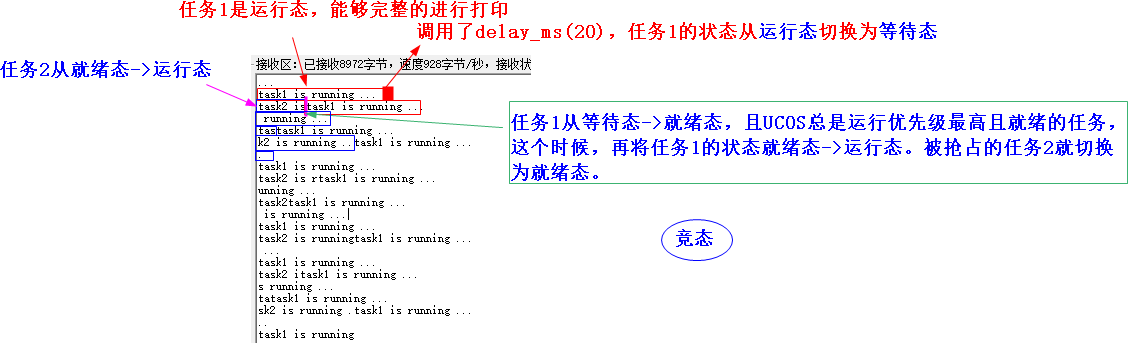 任务1是运行态，能够完整的进行打印
调用了delay_ms(20)，任务1的状态从运行态切换为等待态
接收区：已接收8972字节，速度928字节/秒，接收状
任务2从就绪态->运行态
...
task1 is running ...
task2 istask1 is running ...
running ...
tastask1 is running ...
k2 is running ..task1 is running ...
.
task1 is running ...
task2 is rtask1 is running ...
unning ...
task2task1 is running ...
is running ...
task1 is running ...
task2 is runningtask1 is running ...
...
task1 is running ...
task2 itask1 is running ...
s running ...
tatask1 is running ...
sk2 is running .task1 is running ...
..
task1 is running
任务1从等待态->就绪态，且UCOS总是运行优先级最高且就绪的任务，
这个时候，再将任务1的状态就绪态->运行态。被抢占的任务2就切换
为就绪态。
竟态